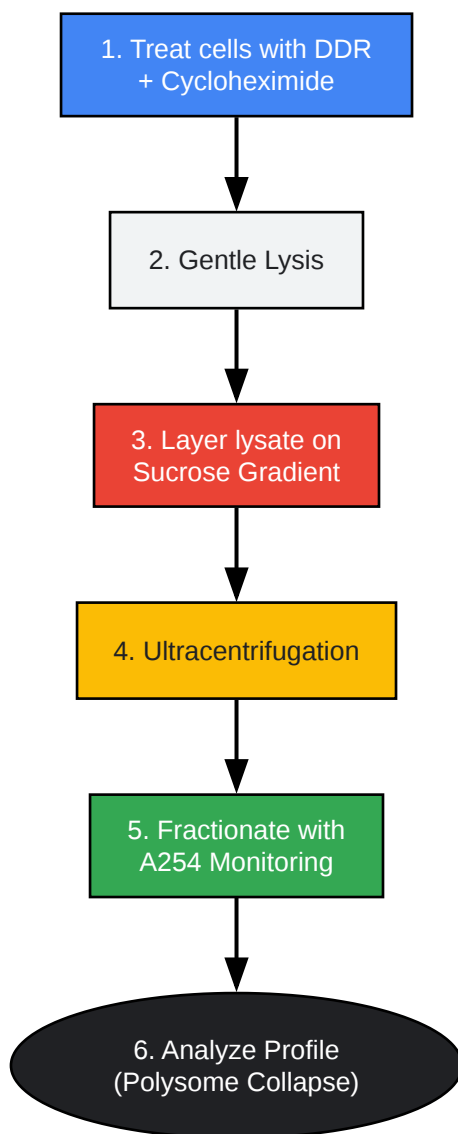 1. Treat cells with DDR
+ Cycloheximide
2. Gentle Lysis
3. Layer lysate on
Sucrose Gradient
4. Ultracentrifugation
5. Fractionate with
A254 Monitoring
6. Analyze Profile
(Polysome Collapse)